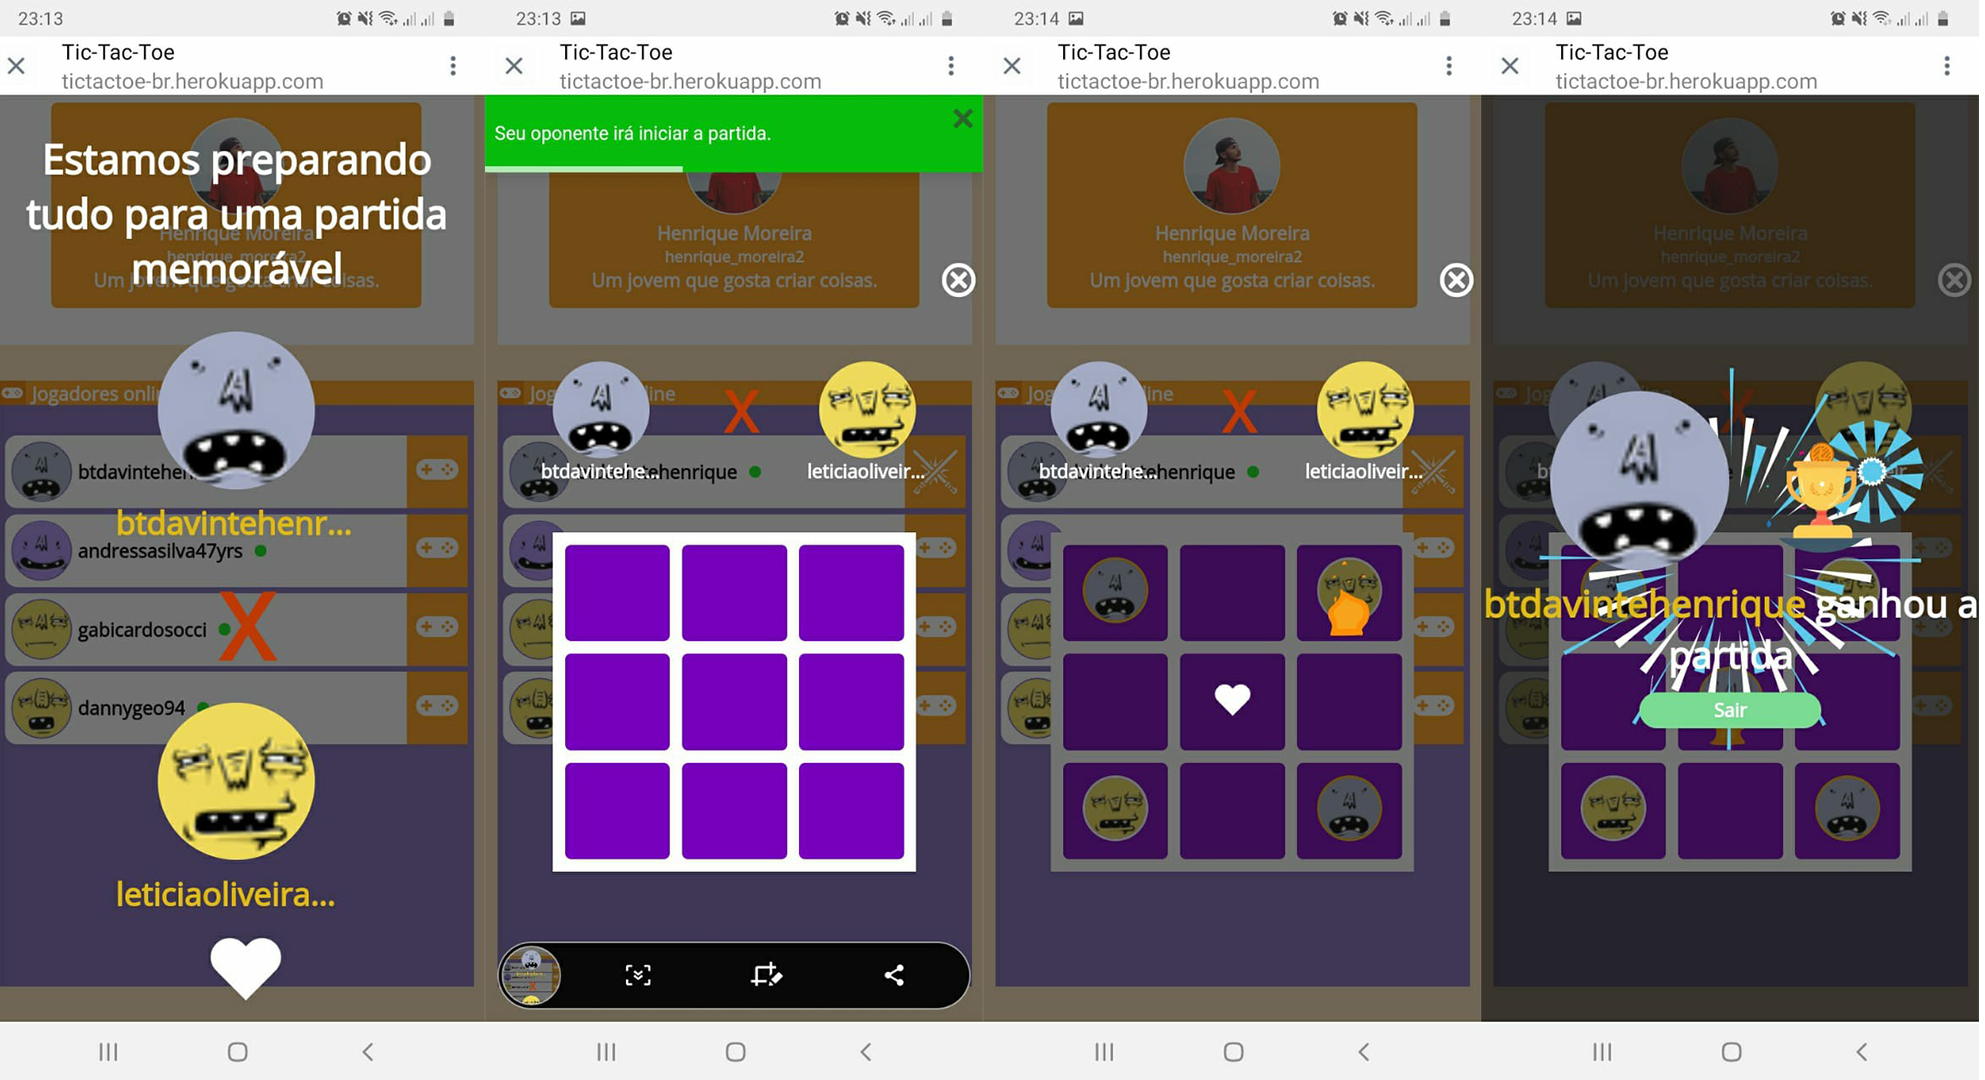 23:13
Tic-Tac-Toe
tictactoe-br.herokuapp.com
Estamos preparando
tudo para uma partida
memorável
Henrique Moreira
henrique_moreira2
Um jovem que gosta criar coisas.
Jogadores onlin
btdavintehen
btdavintehenr...
andressasilva47yrs
gabicardosocci
X
dannygeo94
leticiaoliveira...
23:13
Tic-Tac-Toe
tictactoe-br.herokuapp.com
Seu oponente irá iniciar a partida.
Henrique Moreira
henrique_moreira2
Um jovem que gosta criar coisas.
Jog ine
X
btdavintehe... tehenrique
leticiaoliveir...
23:14
Tic-Tac-Toe
tictactoe-br.herokuapp.com
Henrique Moreira
henrique_moreira2
Um jovem que gosta criar coisas.
Jog ine
X
btdavintehe... tehenrique
leticiaoliveir...
23:14
Tic-Tac-Toe
tictactoe-br.herokuapp.com
Henrique Moreira
henrique_moreira2
Um jovem que gosta criar coisas.
btdavintehenrique ganhou a
partida
Sair